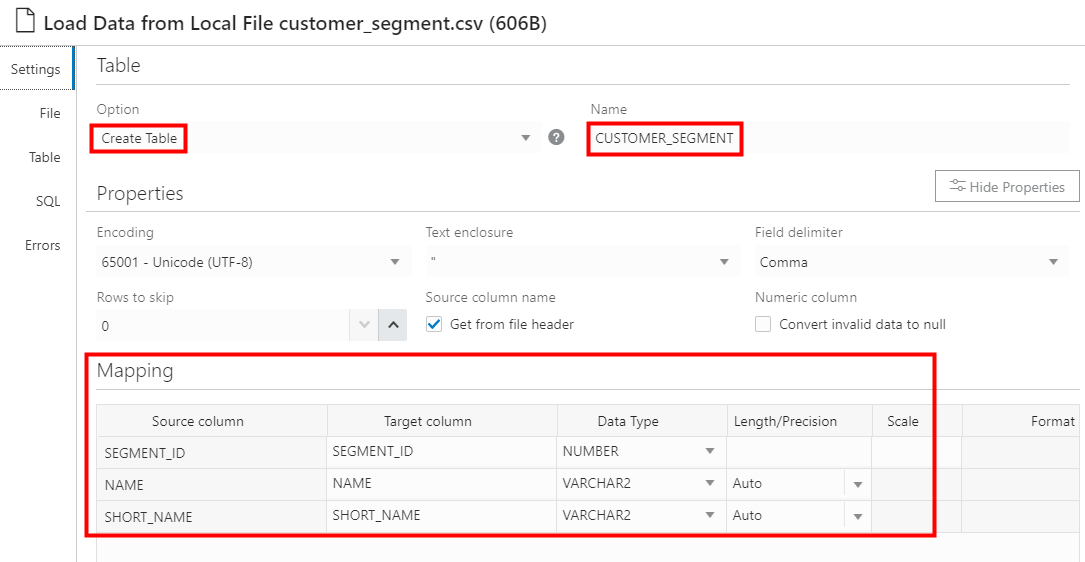 Load Data from Local File customer_segment.csv (606B)
Settings
File
Table
SQL
Errors
Table
Option Name
Create Table ? CUSTOMER_SEGMENT
Properties Hide Properties
Encoding Text enclosure Field delimiter
65001 - Unicode (UTF-8) " Comma
Rows to skip Source column name Numeric column
0 Get from file header Convert invalid data to null
Mapping
Source column Target column Data Type Length/Precision Scale Format
SEGMENT_ID SEGMENT_ID NUMBER
NAME NAME VARCHAR2 Auto
SHORT_NAME SHORT_NAME VARCHAR2 Auto